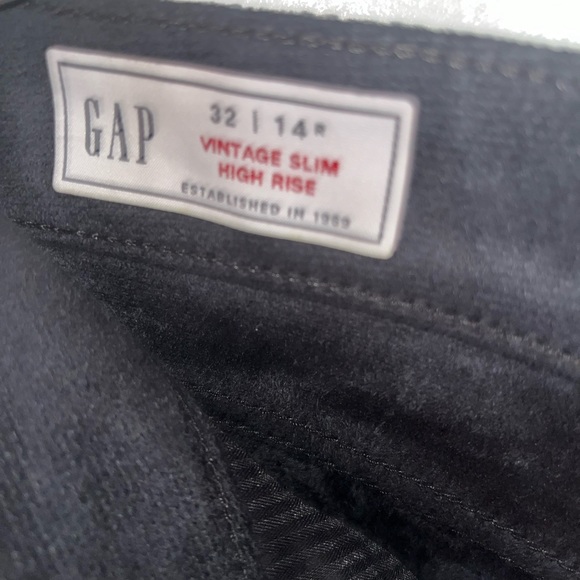 GAP
32 | 14R
VINTAGE SLIM
HIGH RISE
ESTABLISHED IN 1969